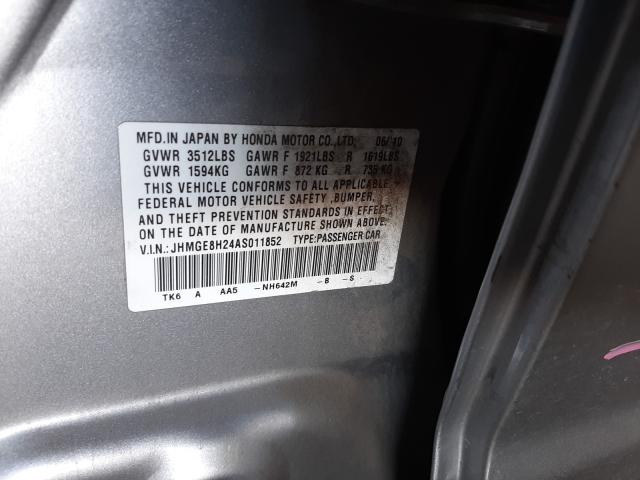 MFD.IN JAPAN BY HONDA MOTOR CO.,LTD. 06/10
GVWR 3512LBS GAWR F 1921LBS R 1619LBS
GVWR 1594KG GAWR F 872 KG R 735 KG
THIS VEHICLE CONFORMS TO ALL APPLICABLE
FEDERAL MOTOR VEHICLE SAFETY ,BUMPER,
AND THEFT PREVENTION STANDARDS IN EFFECT
ON THE DATE OF MANUFACTURE SHOWN ABOVE.
V.I.N.:JHMGE8H24AS011852 TYPE:PASSENGER CAR
TK6 A AA5 -NH642M -B -S